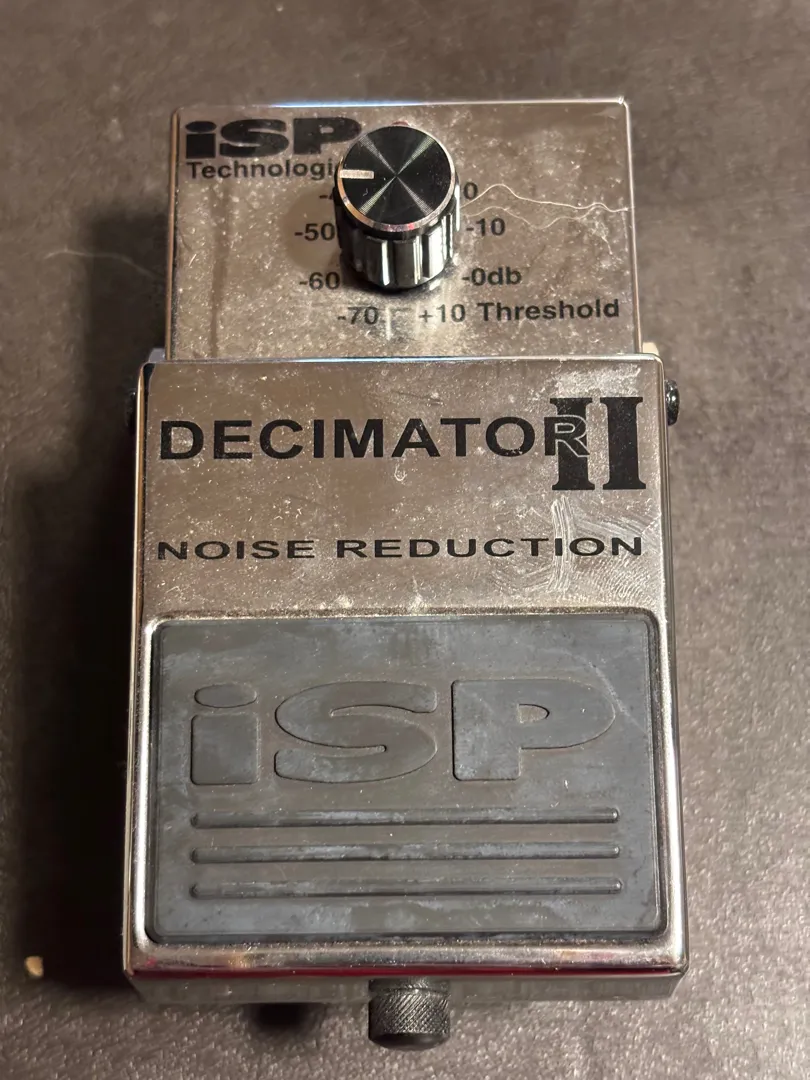 iSP
Technologi
-50 -10
-60 -0db
-70 +10 Threshold
DECIMATOR II
NOISE REDUCTION
iSP